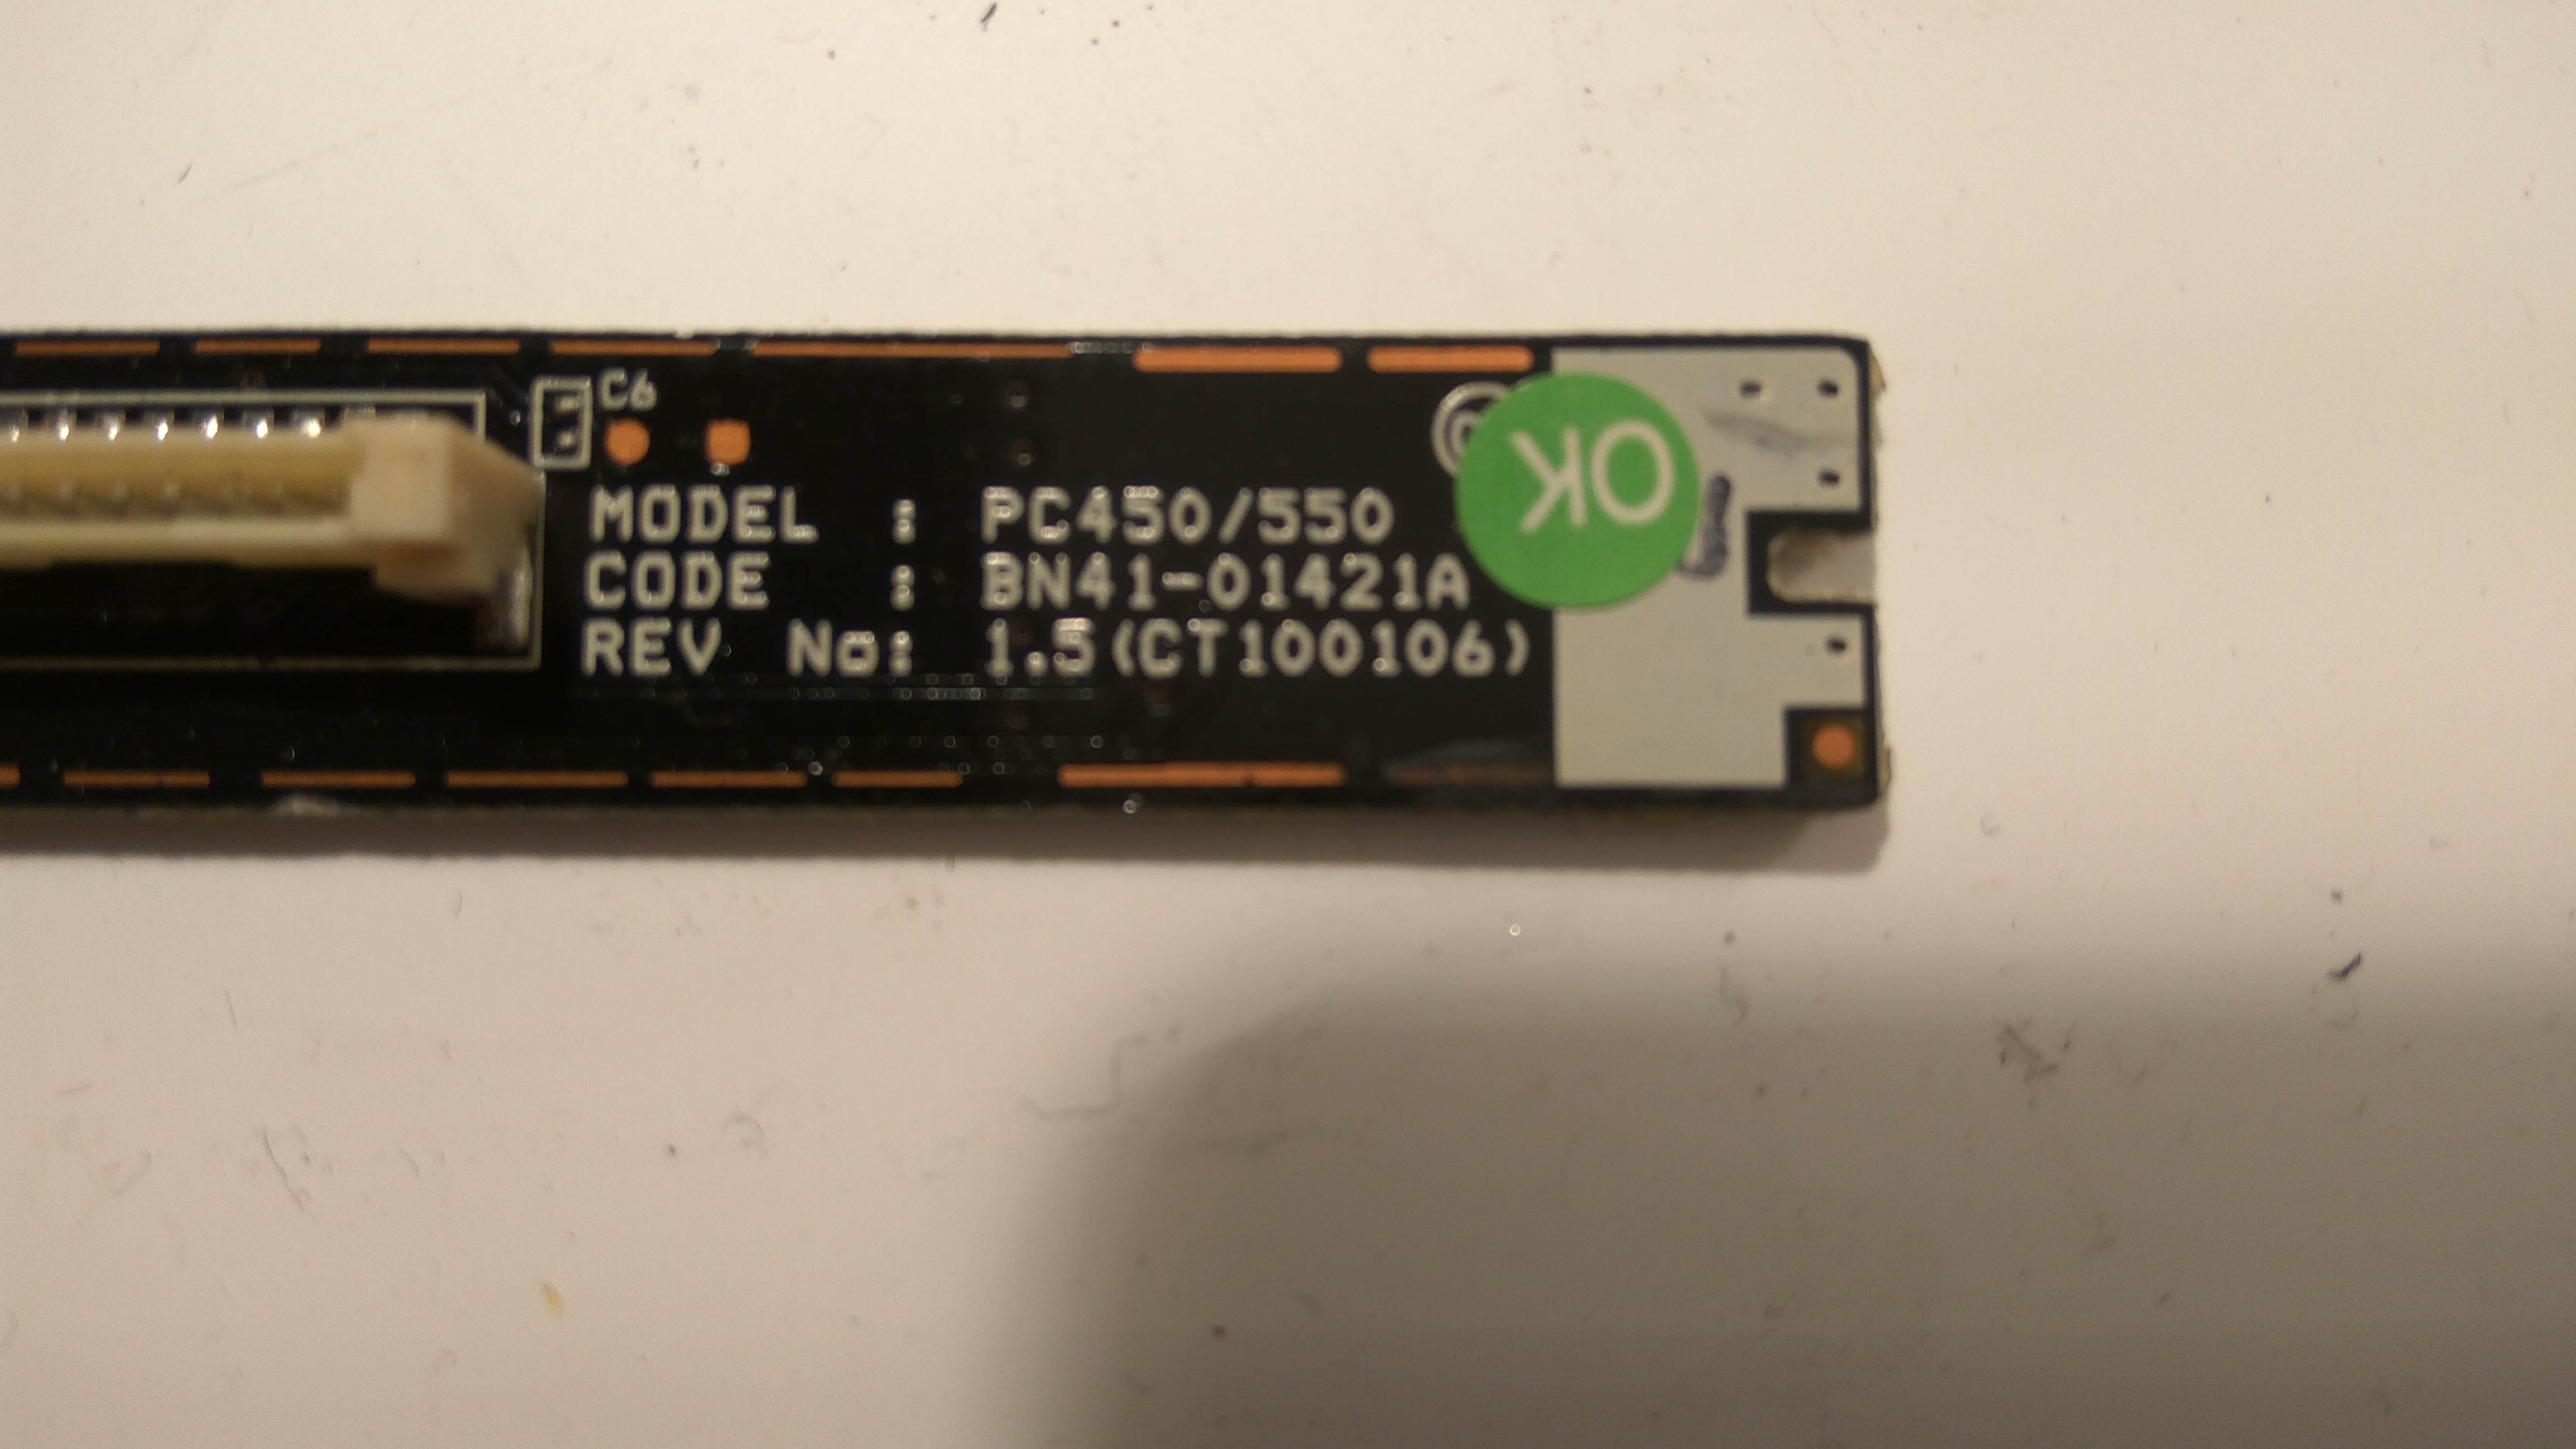 C6
OK
MODEL : PC450/550
CODE : BN41-01421A
REV No: 1.5(CT100106)